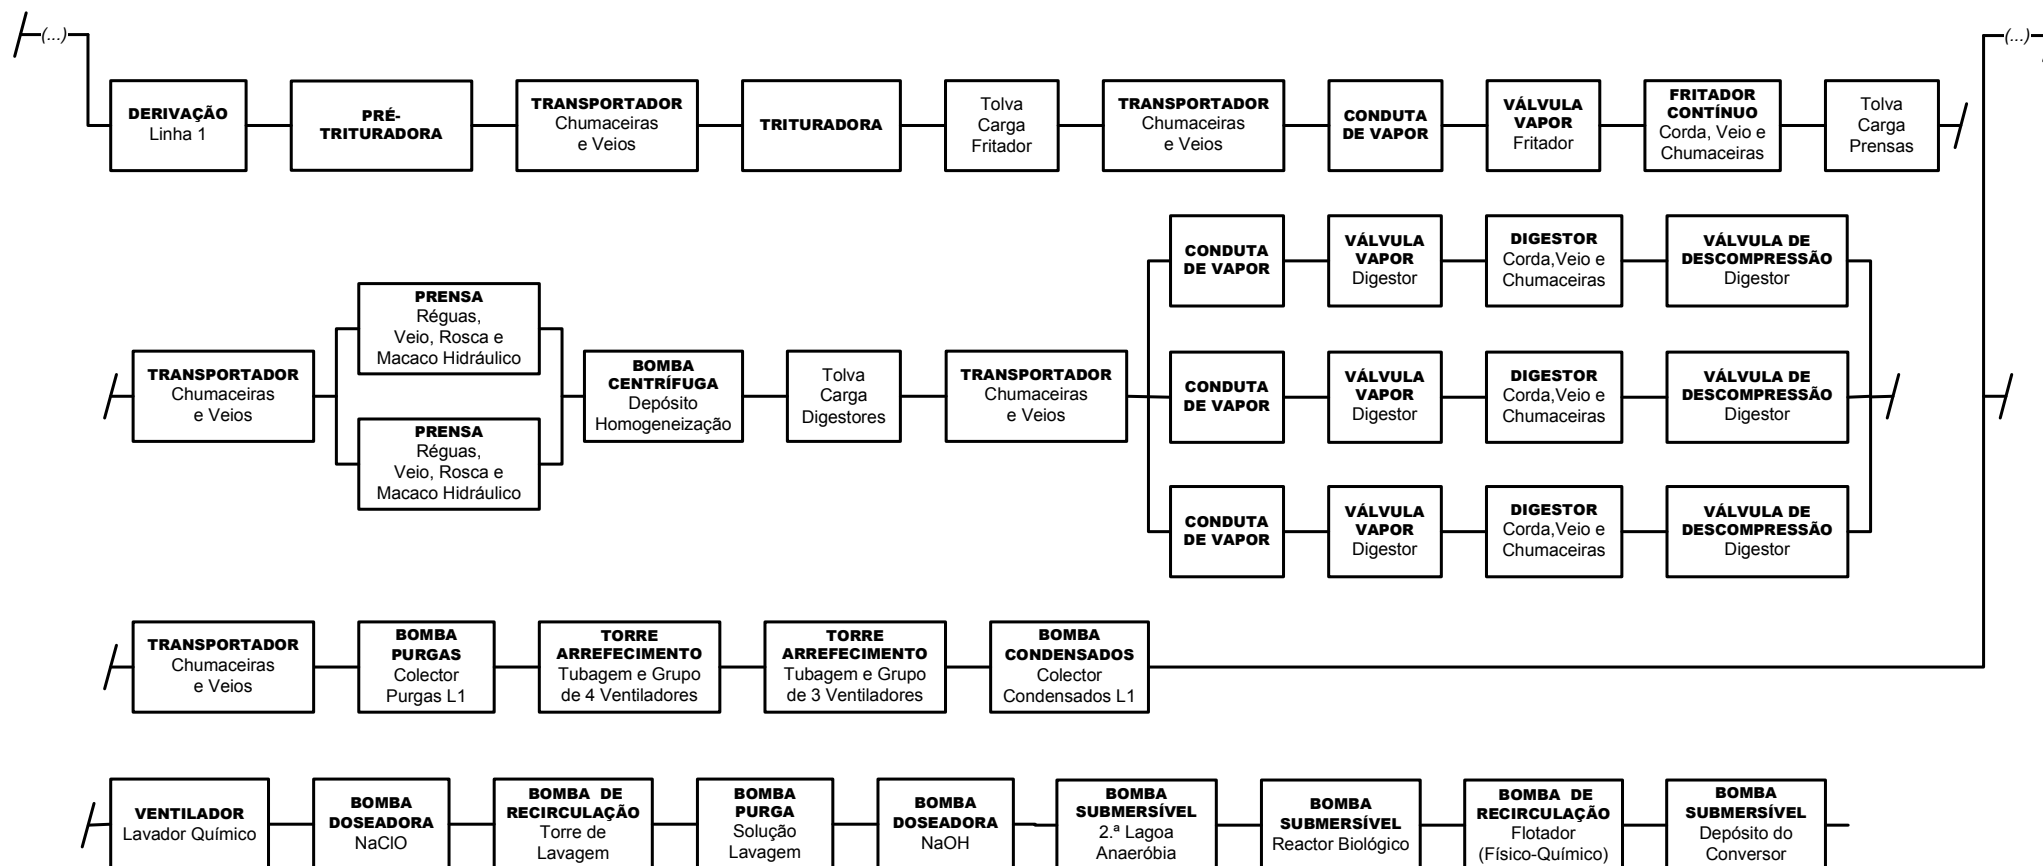 (...)
(...)
DERIVAÇÃO
Linha 1
PRÉ-
TRITURADORA
TRANSPORTADOR
Chumaceiras
e Veios
TRITURADORA
Tolva
Carga
Fritador
TRANSPORTADOR
Chumaceiras
e Veios
CONDUTA
DE VAPOR
VÁLVULA
VAPOR
Fritador
FRITADOR
CONTÍNUO
Corda, Veio e
Chumaceiras
Tolva
Carga
Prensas
TRANSPORTADOR
Chumaceiras
e Veios
PRENSA
Réguas,
Veio, Rosca e
Macaco Hidráulico
PRENSA
Réguas,
Veio, Rosca e
Macaco Hidráulico
BOMBA
CENTRÍFUGA
Depósito
Homogeneização
Tolva
Carga
Digestores
TRANSPORTADOR
Chumaceiras
e Veios
CONDUTA
DE VAPOR
VÁLVULA
VAPOR
Digestor
DIGESTOR
Corda,Veio e
Chumaceiras
VÁLVULA DE
DESCOMPRESSÃO
Digestor
CONDUTA
DE VAPOR
VÁLVULA
VAPOR
Digestor
DIGESTOR
Corda,Veio e
Chumaceiras
VÁLVULA DE
DESCOMPRESSÃO
Digestor
CONDUTA
DE VAPOR
VÁLVULA
VAPOR
Digestor
DIGESTOR
Corda,Veio e
Chumaceiras
VÁLVULA DE
DESCOMPRESSÃO
Digestor
TRANSPORTADOR
Chumaceiras
e Veios
BOMBA
PURGAS
Colector
Purgas L1
TORRE
ARREFECIMENTO
Tubagem e Grupo
de 4 Ventiladores
TORRE
ARREFECIMENTO
Tubagem e Grupo
de 3 Ventiladores
BOMBA
CONDENSADOS
Colector
Condensados L1
VENTILADOR
Lavador Químico
BOMBA
DOSEADORA
NaClO
BOMBA DE
RECIRCULAÇÃO
Torre de
Lavagem
BOMBA
PURGA
Solução
Lavagem
BOMBA
DOSEADORA
NaOH
BOMBA
SUBMERSÍVEL
2.ª Lagoa
Anaeróbia
BOMBA
SUBMERSÍVEL
Reactor Biológico
BOMBA DE
RECIRCULAÇÃO
Flotador
(Físico-Químico)
BOMBA
SUBMERSÍVEL
Depósito do
Conversor